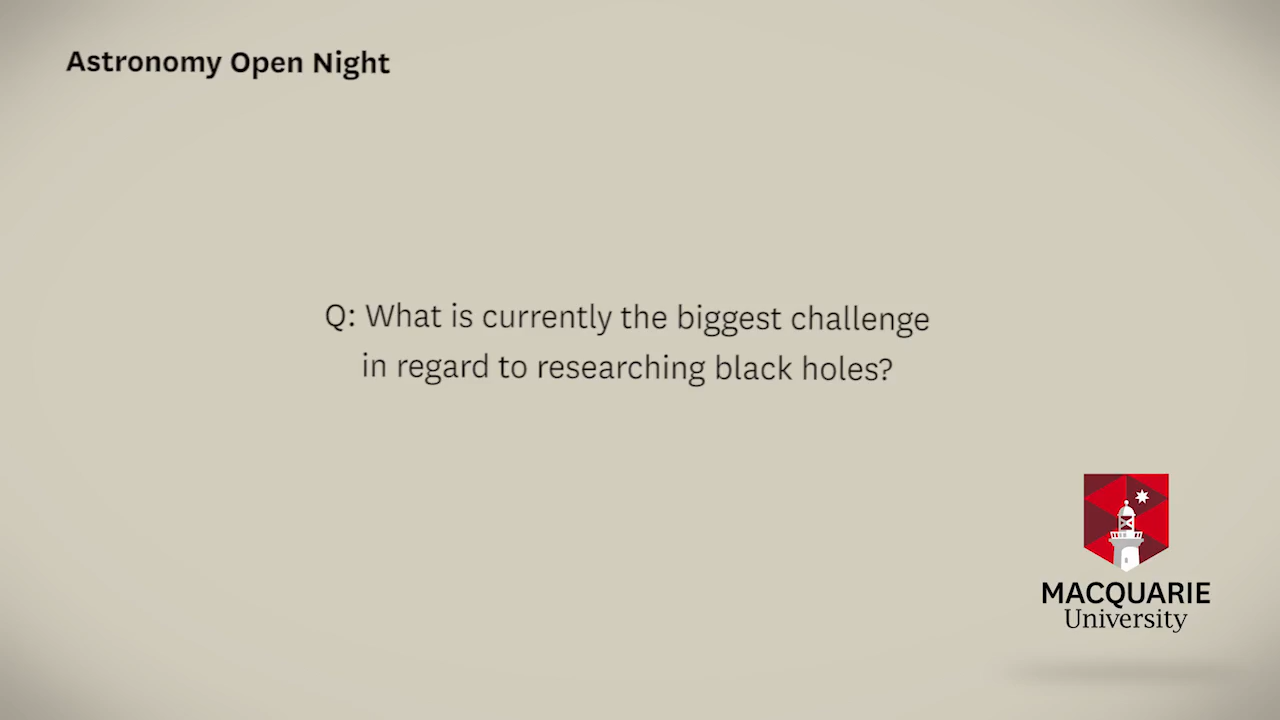 Astronomy Open Night
Q: What is currently the biggest challenge
in regard to researching black holes?
MACQUARIE
University